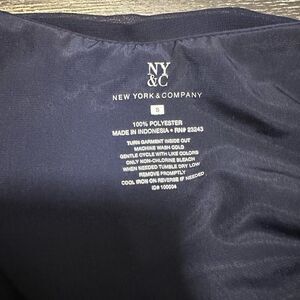 NY
&C
NEW YORK & COMPANY
S
100% POLYESTER
MADE IN INDONESIA • RN# 23243
TURN GARMENT INSIDE OUT
MACHINE WASH COLD
GENTLE CYCLE WITH LIKE COLORS
ONLY NON-CHLORINE BLEACH
WHEN NEEDED TUMBLE DRY LOW
REMOVE PROMPTLY
COOL IRON ON REVERSE IF NEEDED
ID# 100004